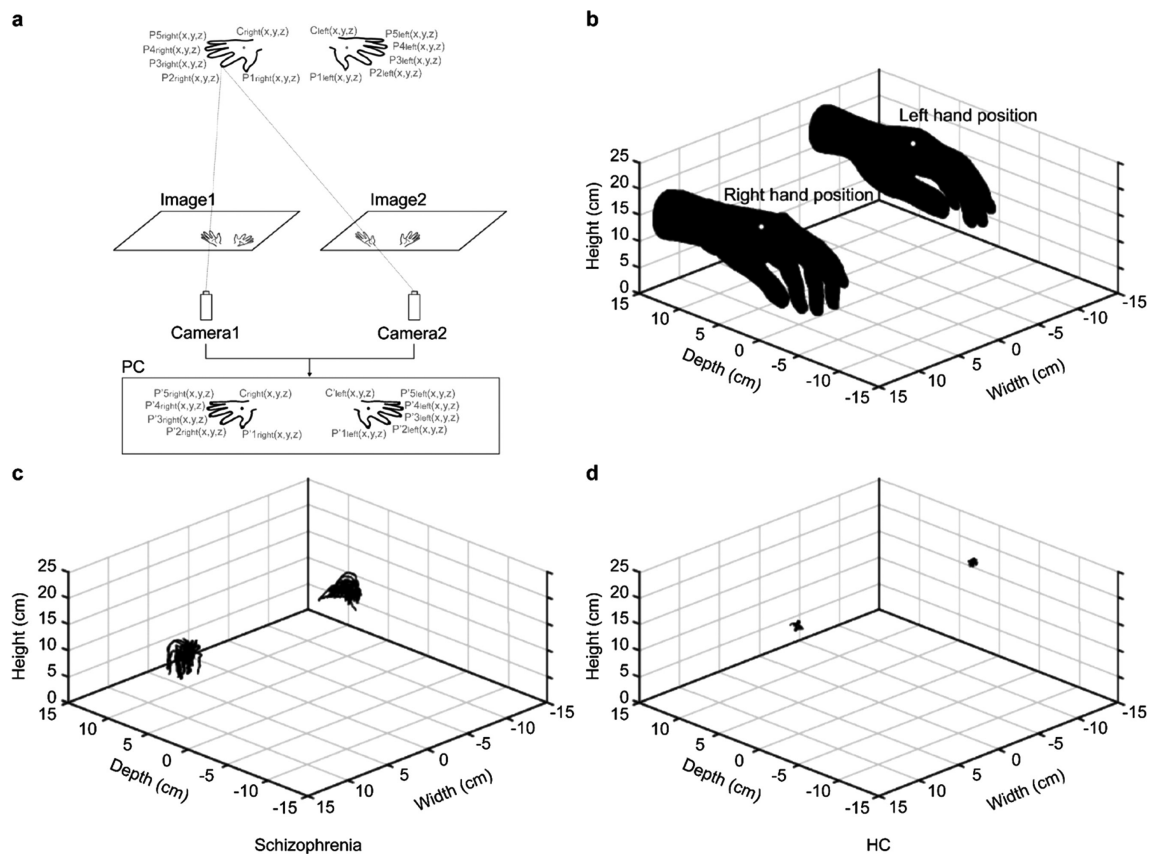 a
P5right(x,y,z) Cright(x,y,z) Cleft(x,y,z) P5left(x,y,z)
P4right(x,y,z) P4left(x,y,z)
P3right(x,y,z) P3left(x,y,z)
P2right(x,y,z) P1right(x,y,z) P1left(x,y,z) P2left(x,y,z)
Image1 Image2
Camera1 Camera2
PC
P'5right(x,y,z) Cright(x,y,z) C'left(x,y,z) P'5left(x,y,z)
P'4right(x,y,z) P'4left(x,y,z)
P'3right(x,y,z) P'3left(x,y,z)
P'2right(x,y,z) P'1right(x,y,z) P'1left(x,y,z) P'2left(x,y,z)
b
Left hand position
Right hand position
Height (cm)
25
20
15
10
5
0
15 10 5 0 -5 -10 -15
Depth (cm)
15 10 5 0 -5 -10 -15
Width (cm)
c
Height (cm)
25
20
15
10
5
0
15 10 5 0 -5 -10 -15
Depth (cm)
15 10 5 0 -5 -10 -15
Width (cm)
Schizophrenia
d
Height (cm)
25
20
15
10
5
0
15 10 5 0 -5 -10 -15
Depth (cm)
15 10 5 0 -5 -10 -15
Width (cm)
HC